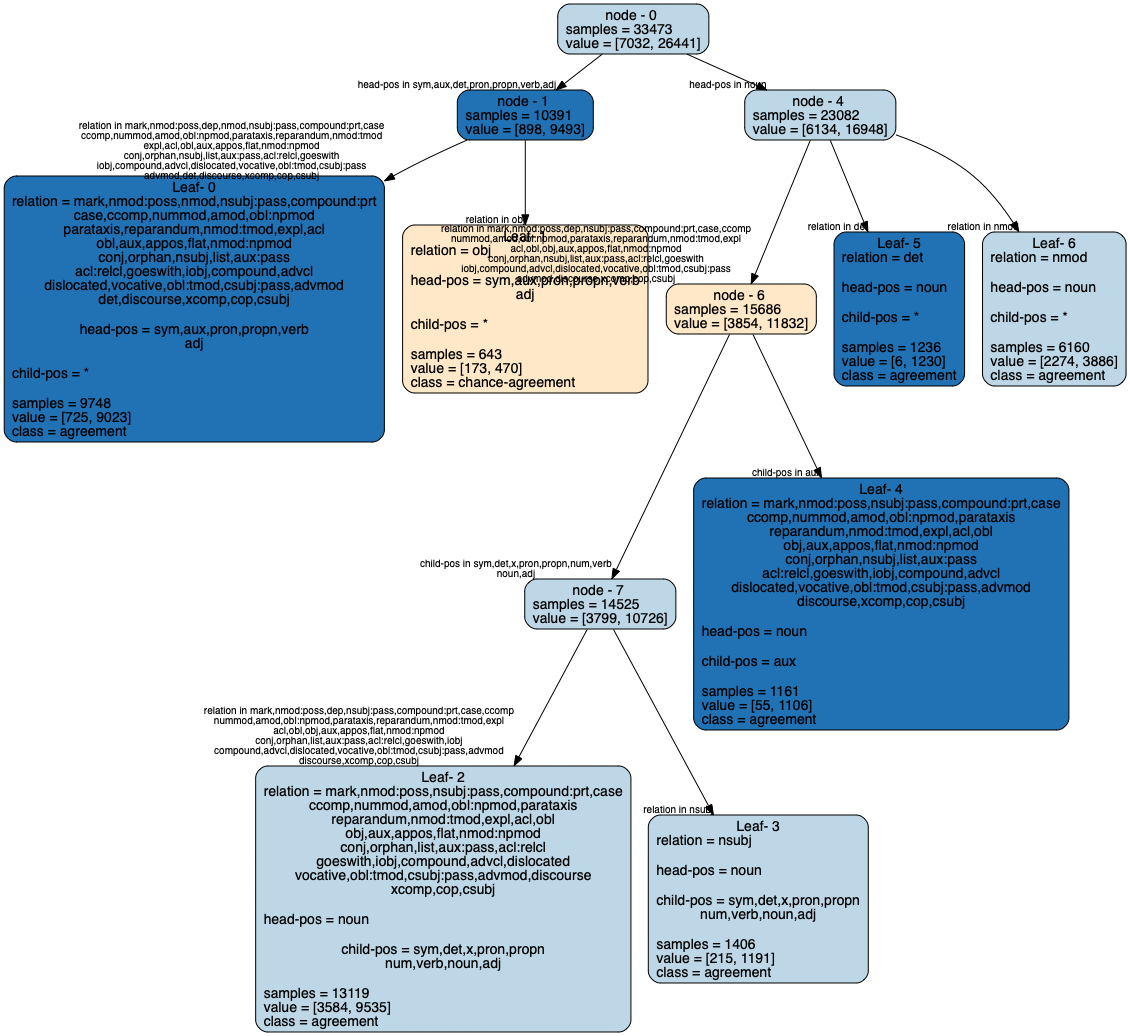 node - 0
samples = 33473
value = [7032, 26441]
head-pos in sym,aux,det,pron,propn,verb,adj
head-pos in noun
node - 1
samples = 10391
value = [898, 9493]
node - 4
samples = 23082
value = [6134, 16948]
relation in mark,nmod:poss,dep,nmod,nsubj:pass,compound:prt,case
ccomp,nummod,amod,obl:npmod,parataxis,reparandum,nmod:tmod
expl,acl,obl,aux,appos,flat,nmod:npmod
conj,orphan,nsubj,list,aux:pass,acl:relcl,goeswith
iobj,compound,advcl,dislocated,vocative,obl:tmod,csubj:pass
advmod,det,discourse,xcomp,cop,csubj
Leaf- 0
relation = mark,nmod:poss,nmod,nsubj:pass,compound:prt
case,ccomp,nummod,amod,obl:npmod
parataxis,reparandum,nmod:tmod,expl,acl
obl,aux,appos,flat,nmod:npmod
conj,orphan,nsubj,list,aux:pass
acl:relcl,goeswith,iobj,compound,advcl
dislocated,vocative,obl:tmod,csubj:pass,advmod
det,discourse,xcomp,cop,csubj
head-pos = sym,aux,pron,propn,verb
adj
child-pos = *
samples = 9748
value = [725, 9023]
class = agreement
relation in obj
Leaf- 1
relation = obj
head-pos = sym,aux,pron,propn,verb
adj
child-pos = *
samples = 643
value = [173, 470]
class = chance-agreement
relation in mark,nmod:poss,dep,nsubj:pass,compound:prt,case,ccomp
nummod,amod,obl:npmod,parataxis,reparandum,nmod:tmod,expl
acl,obl,obj,aux,appos,flat,nmod:npmod
conj,orphan,nsubj,list,aux:pass,acl:relcl,goeswith
iobj,compound,advcl,dislocated,vocative,obl:tmod,csubj:pass
advmod,discourse,xcomp,cop,csubj
node - 6
samples = 15686
value = [3854, 11832]
relation in det
Leaf- 5
relation = det
head-pos = noun
child-pos = *
samples = 1236
value = [6, 1230]
class = agreement
relation in nmod
Leaf- 6
relation = nmod
head-pos = noun
child-pos = *
samples = 6160
value = [2274, 3886]
class = agreement
child-pos in sym,det,x,pron,propn,num,verb
noun,adj
node - 7
samples = 14525
value = [3799, 10726]
child-pos in aux
Leaf- 4
relation = mark,nmod:poss,nsubj:pass,compound:prt,case
ccomp,nummod,amod,obl:npmod,parataxis
reparandum,nmod:tmod,expl,acl,obl
obj,aux,appos,flat,nmod:npmod
conj,orphan,nsubj,list,aux:pass
acl:relcl,goeswith,iobj,compound,advcl
dislocated,vocative,obl:tmod,csubj:pass,advmod
discourse,xcomp,cop,csubj
head-pos = noun
child-pos = aux
samples = 1161
value = [55, 1106]
class = agreement
relation in mark,nmod:poss,dep,nsubj:pass,compound:prt,case,ccomp
nummod,amod,obl:npmod,parataxis,reparandum,nmod:tmod,expl
acl,obl,obj,aux,appos,flat,nmod:npmod
conj,orphan,list,aux:pass,acl:relcl,goeswith,iobj
compound,advcl,dislocated,vocative,obl:tmod,csubj:pass,advmod
discourse,xcomp,cop,csubj
Leaf- 2
relation = mark,nmod:poss,nsubj:pass,compound:prt,case
ccomp,nummod,amod,obl:npmod,parataxis
reparandum,nmod:tmod,expl,acl,obl
obj,aux,appos,flat,nmod:npmod
conj,orphan,list,aux:pass,acl:relcl
goeswith,iobj,compound,advcl,dislocated
vocative,obl:tmod,csubj:pass,advmod,discourse
xcomp,cop,csubj
head-pos = noun
child-pos = sym,det,x,pron,propn
num,verb,noun,adj
samples = 13119
value = [3584, 9535]
class = agreement
relation in nsubj
Leaf- 3
relation = nsubj
head-pos = noun
child-pos = sym,det,x,pron,propn
num,verb,noun,adj
samples = 1406
value = [215, 1191]
class = agreement